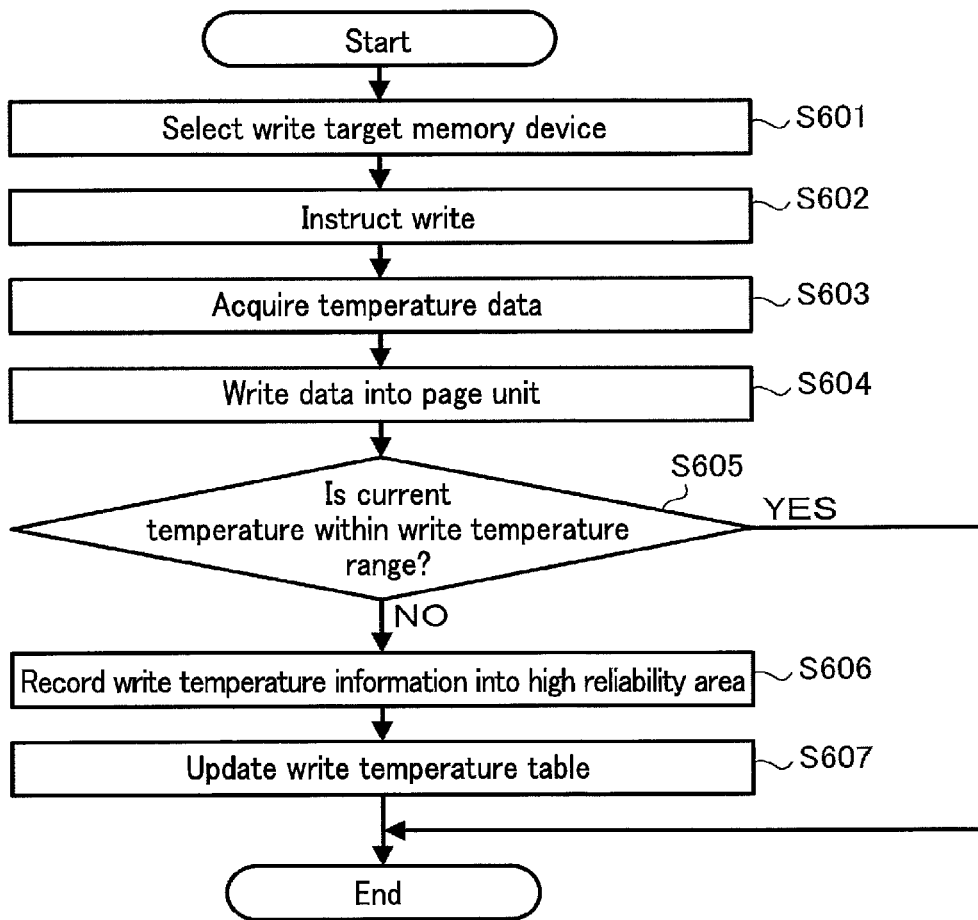 Start
Select write target memory device
S601
Instruct write
S602
Acquire temperature data
S603
Write data into page unit
S604
S605
Is current
temperature within write temperature
range?
YES
NO
Record write temperature information into high reliability area
S606
Update write temperature table
S607
End